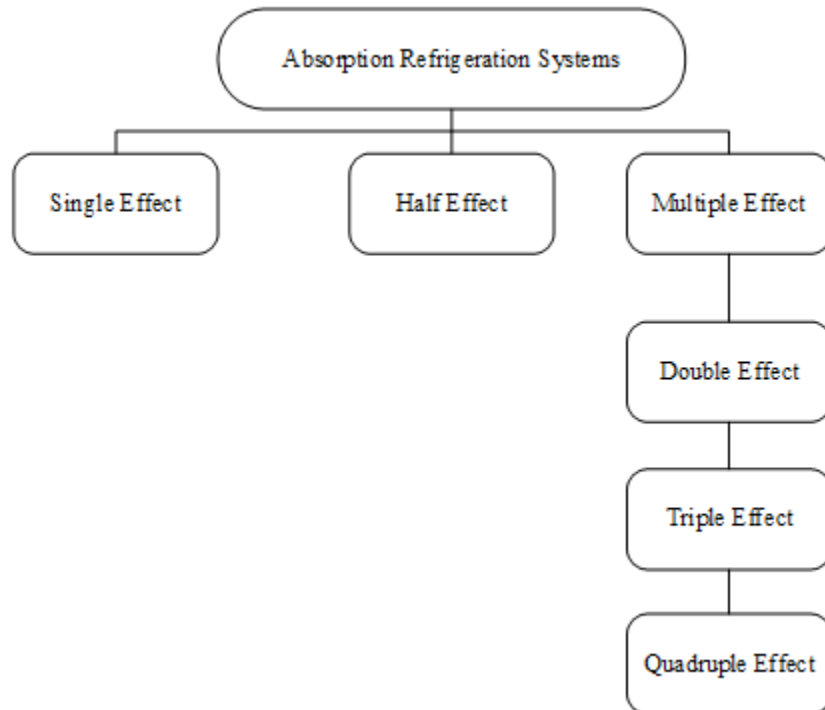 Absorption Refrigeration Systems
Single Effect
Half Effect
Multiple Effect
Double Effect
Triple Effect
Quadruple Effect